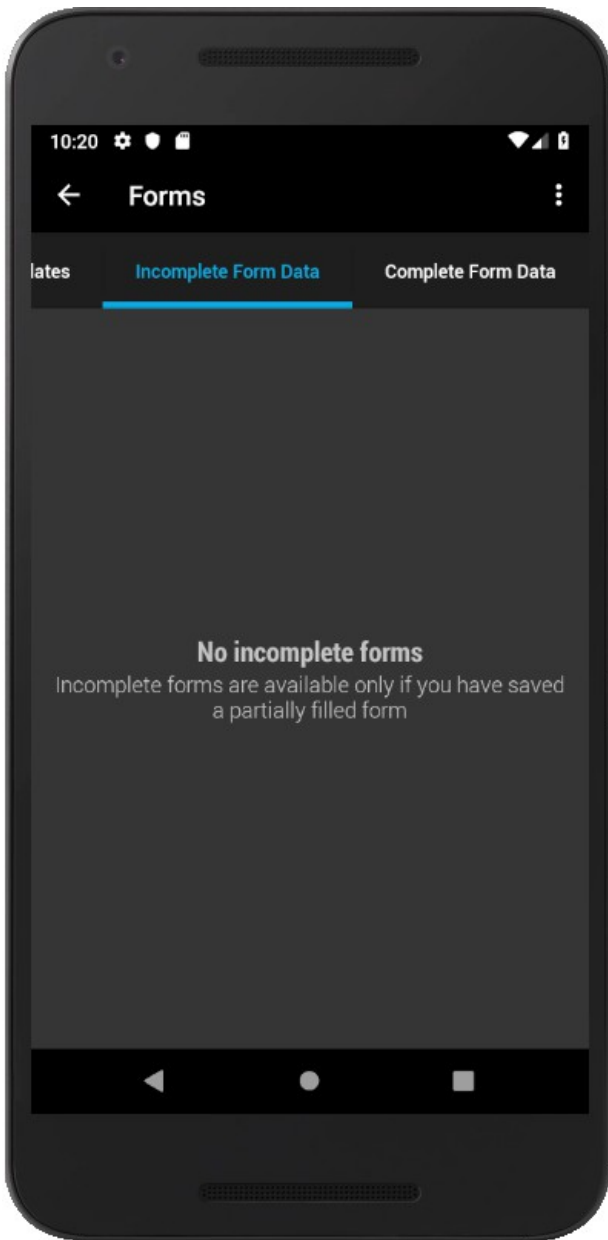 10:20
Forms
lates Incomplete Form Data Complete Form Data
No incomplete forms
Incomplete forms are available only if you have saved
a partially filled form